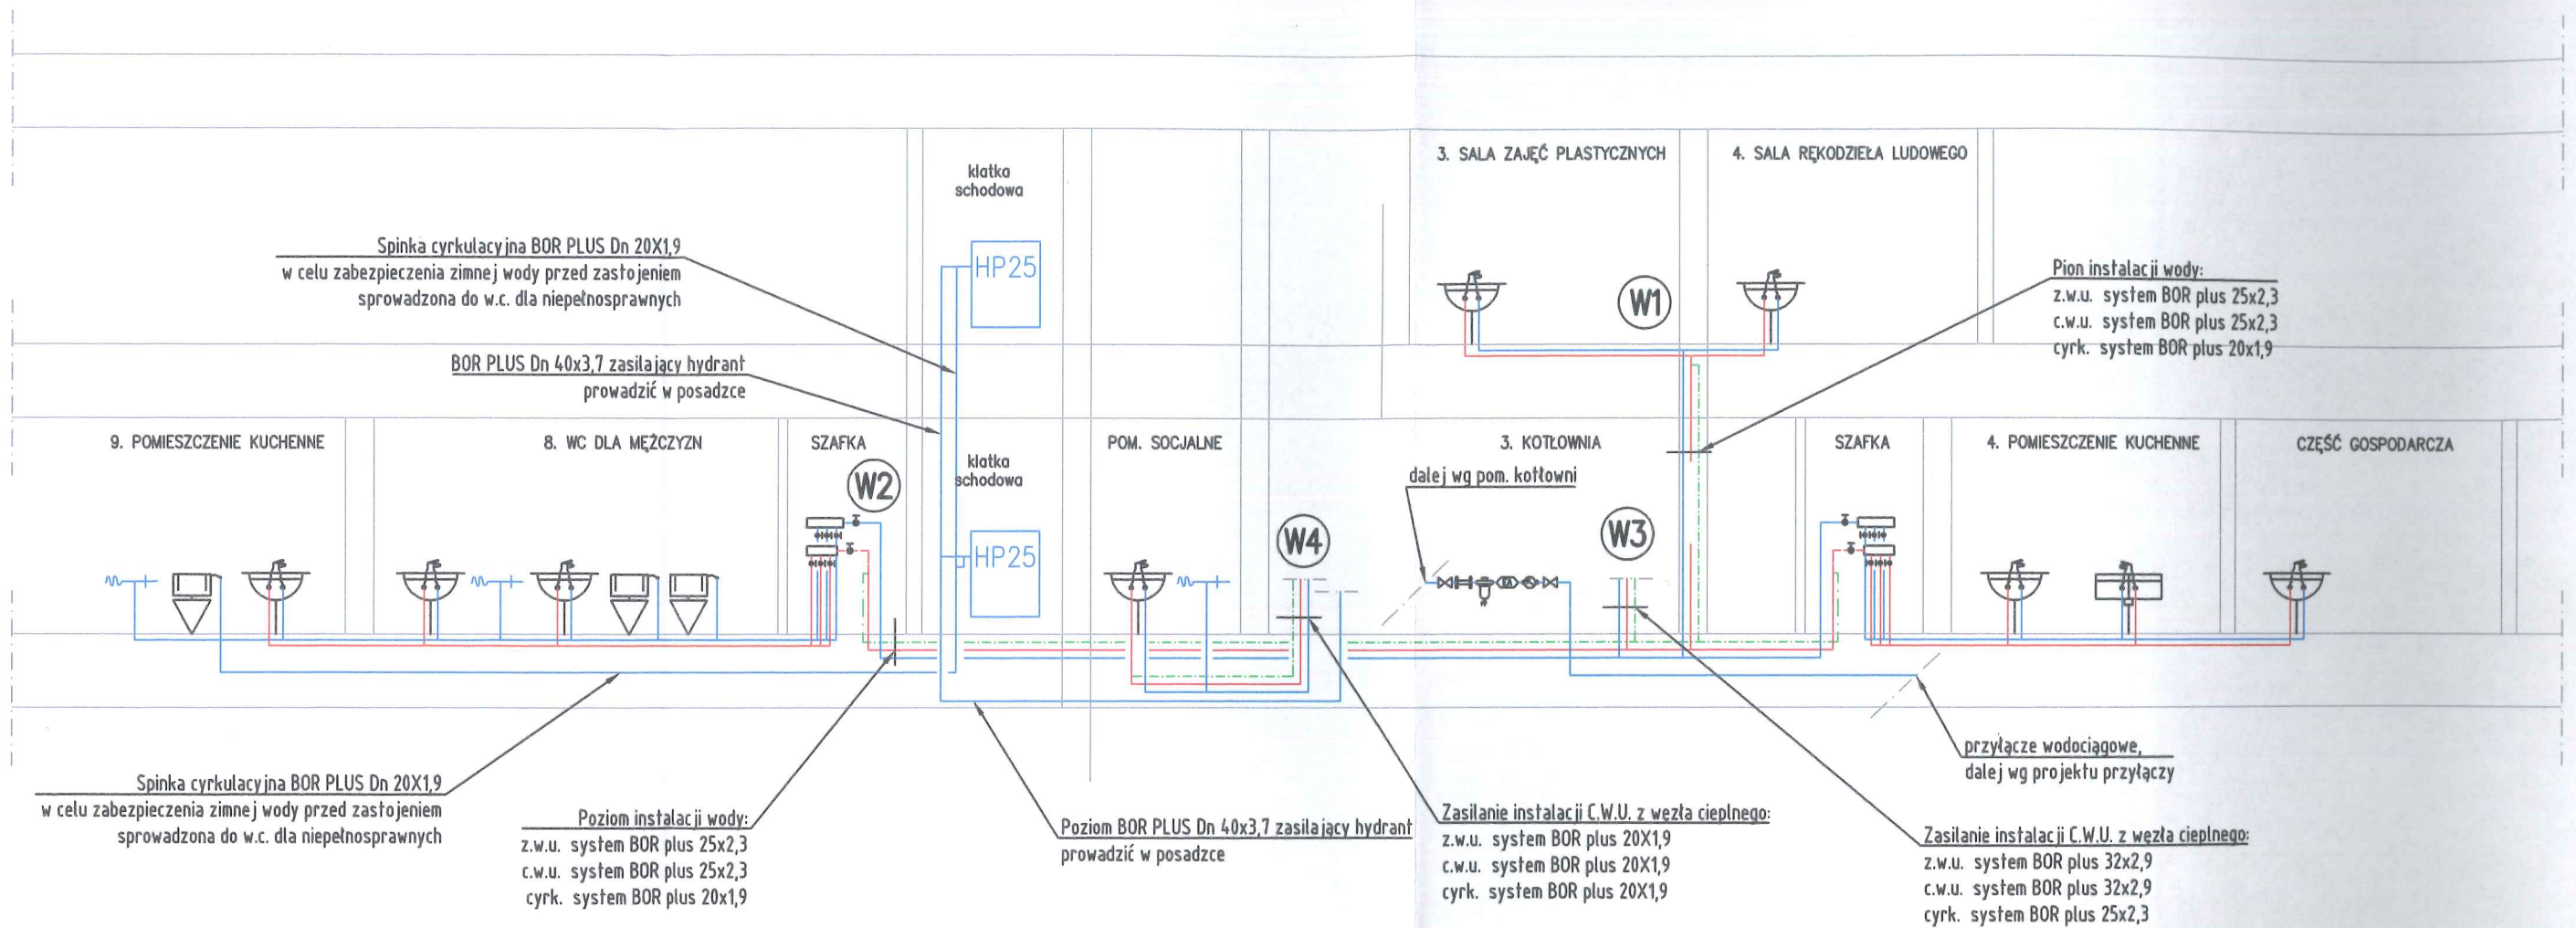 3. SALA ZAJĘĆ PLASTYCZNYCH
4. SALA RĘKODZIEŁA LUDOWEGO
klatka
schodowa
Spinka cyrkulacyjna BOR PLUS Dn 20X1,9
w celu zabezpieczenia zimnej wody przed zastojeniem
sprowadzona do w.c. dla niepełnosprawnych
HP25
W1
Pion instalacji wody:
z.w.u. system BOR plus 25x2,3
c.w.u. system BOR plus 25x2,3
cyrk. system BOR plus 20x1,9
BOR PLUS Dn 40x3,7 zasilający hydrant
prowadzić w posadzce
9. POMIESZCZENIE KUCHENNE
8. WC DLA MĘŻCZYZN
SZAFKA
W2
klatka
schodowa
HP25
POM. SOCJALNE
W4
3. KOTŁOWNIA
dalej wg pom. kotłowni
W3
SZAFKA
4. POMIESZCZENIE KUCHENNE
CZĘŚĆ GOSPODARCZA
Spinka cyrkulacyjna BOR PLUS Dn 20X1,9
w celu zabezpieczenia zimnej wody przed zastojeniem
sprowadzona do w.c. dla niepełnosprawnych
Poziom instalacji wody:
z.w.u. system BOR plus 25x2,3
c.w.u. system BOR plus 25x2,3
cyrk. system BOR plus 20x1,9
Poziom BOR PLUS Dn 40x3,7 zasilający hydrant
prowadzić w posadzce
Zasilanie instalacji C.W.U. z węzła cieplnego:
z.w.u. system BOR plus 20X1,9
c.w.u. system BOR plus 20X1,9
cyrk. system BOR plus 20X1,9
przyłącze wodociągowe,
dalej wg projektu przyłączy
Zasilanie instalacji C.W.U. z węzła cieplnego:
z.w.u. system BOR plus 32x2,9
c.w.u. system BOR plus 32x2,9
cyrk. system BOR plus 25x2,3